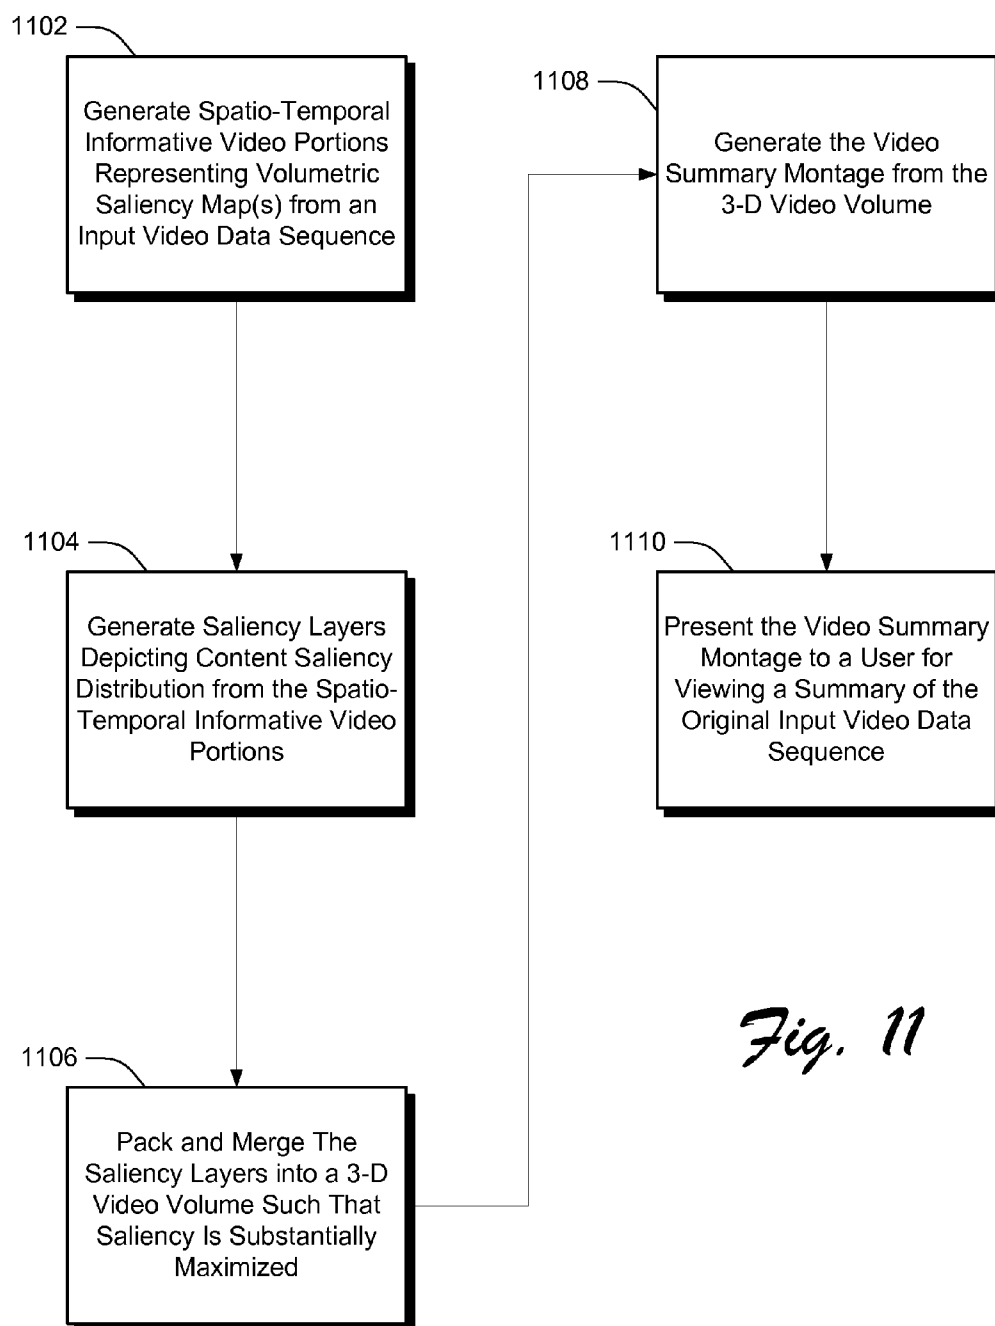 1102
Generate Spatio-Temporal
Informative Video Portions
Representing Volumetric
Saliency Map(s) from an
Input Video Data Sequence
1104
Generate Saliency Layers
Depicting Content Saliency
Distribution from the Spatio-
Temporal Informative Video
Portions
1106
Pack and Merge The
Saliency Layers into a 3-D
Video Volume Such That
Saliency Is Substantially
Maximized
1108
Generate the Video
Summary Montage from the
3-D Video Volume
1110
Present the Video Summary
Montage to a User for
Viewing a Summary of the
Original Input Video Data
Sequence
Fig. 11